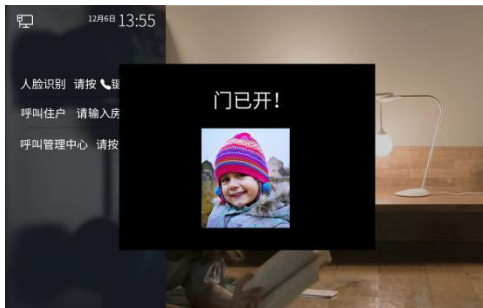 12月6日 13:55
人脸识别 请按
呼叫住户 请输入房
呼叫管理中心 请按
门已开！